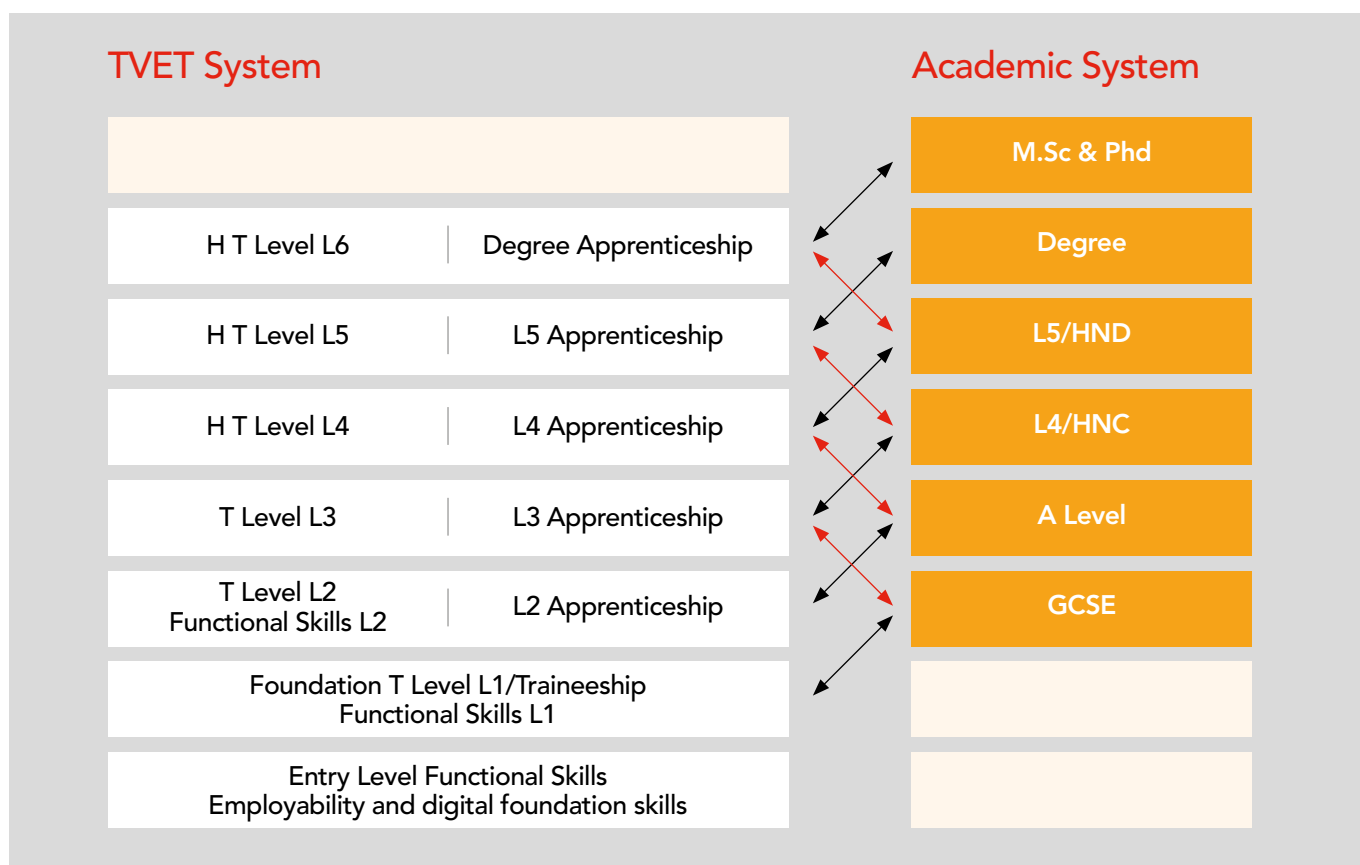 TVET System
Academic System
M.Sc & Phd
H T Level L6
Degree Apprenticeship
Degree
H T Level L5
L5 Apprenticeship
L5/HND
H T Level L4
L4 Apprenticeship
L4/HNC
T Level L3
L3 Apprenticeship
A Level
T Level L2
Functional Skills L2
L2 Apprenticeship
GCSE
Foundation T Level L1/Traineeship
Functional Skills L1
Entry Level Functional Skills
Employability and digital foundation skills